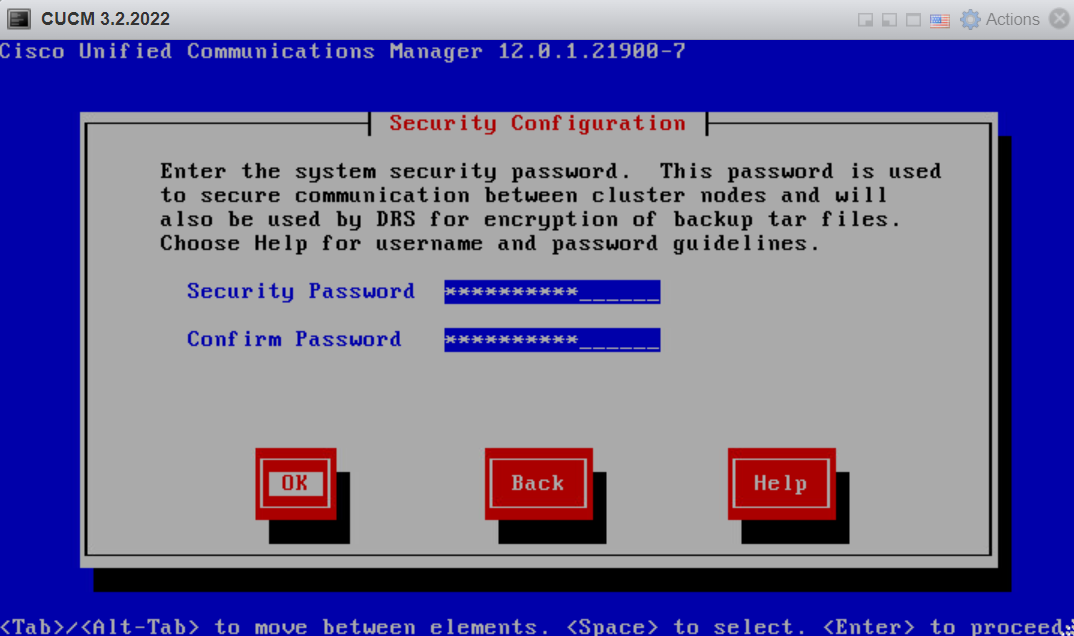 CUCM 3.2.2022
Actions
Cisco Unified Communications Manager 12.0.1.21900-7
Security Configuration
Enter the system security password. This password is used
to secure communication between cluster nodes and will
also be used by DRS for encryption of backup tar files.
Choose Help for username and password guidelines.
Security Password **********______
Confirm Password **********______
OK Back Help
<Tab>/<Alt-Tab> to move between elements. <Space> to select. <Enter> to proceed.